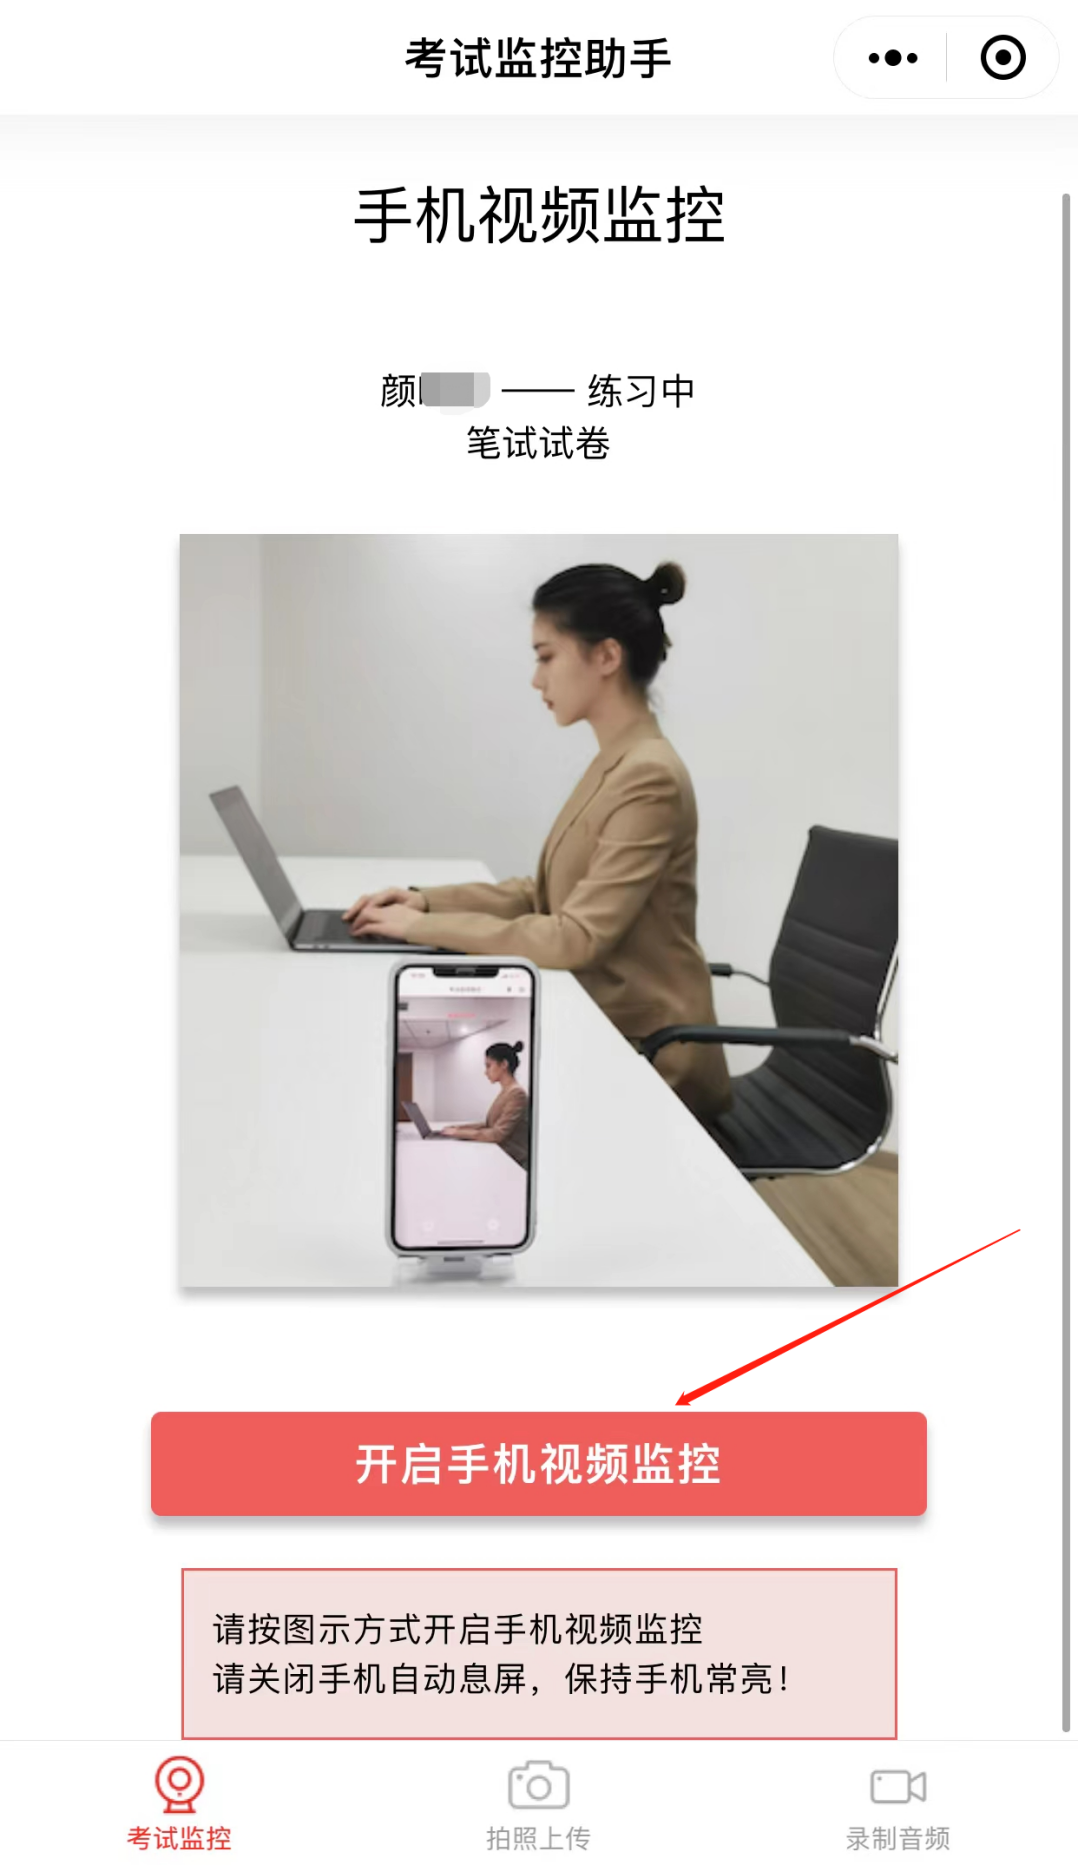 考试监控助手
手机视频监控
颜 —— 练习中
笔试试卷
开启手机视频监控
请按图示方式开启手机视频监控
请关闭手机自动息屏，保持手机常亮！
考试监控
拍照上传
录制音频